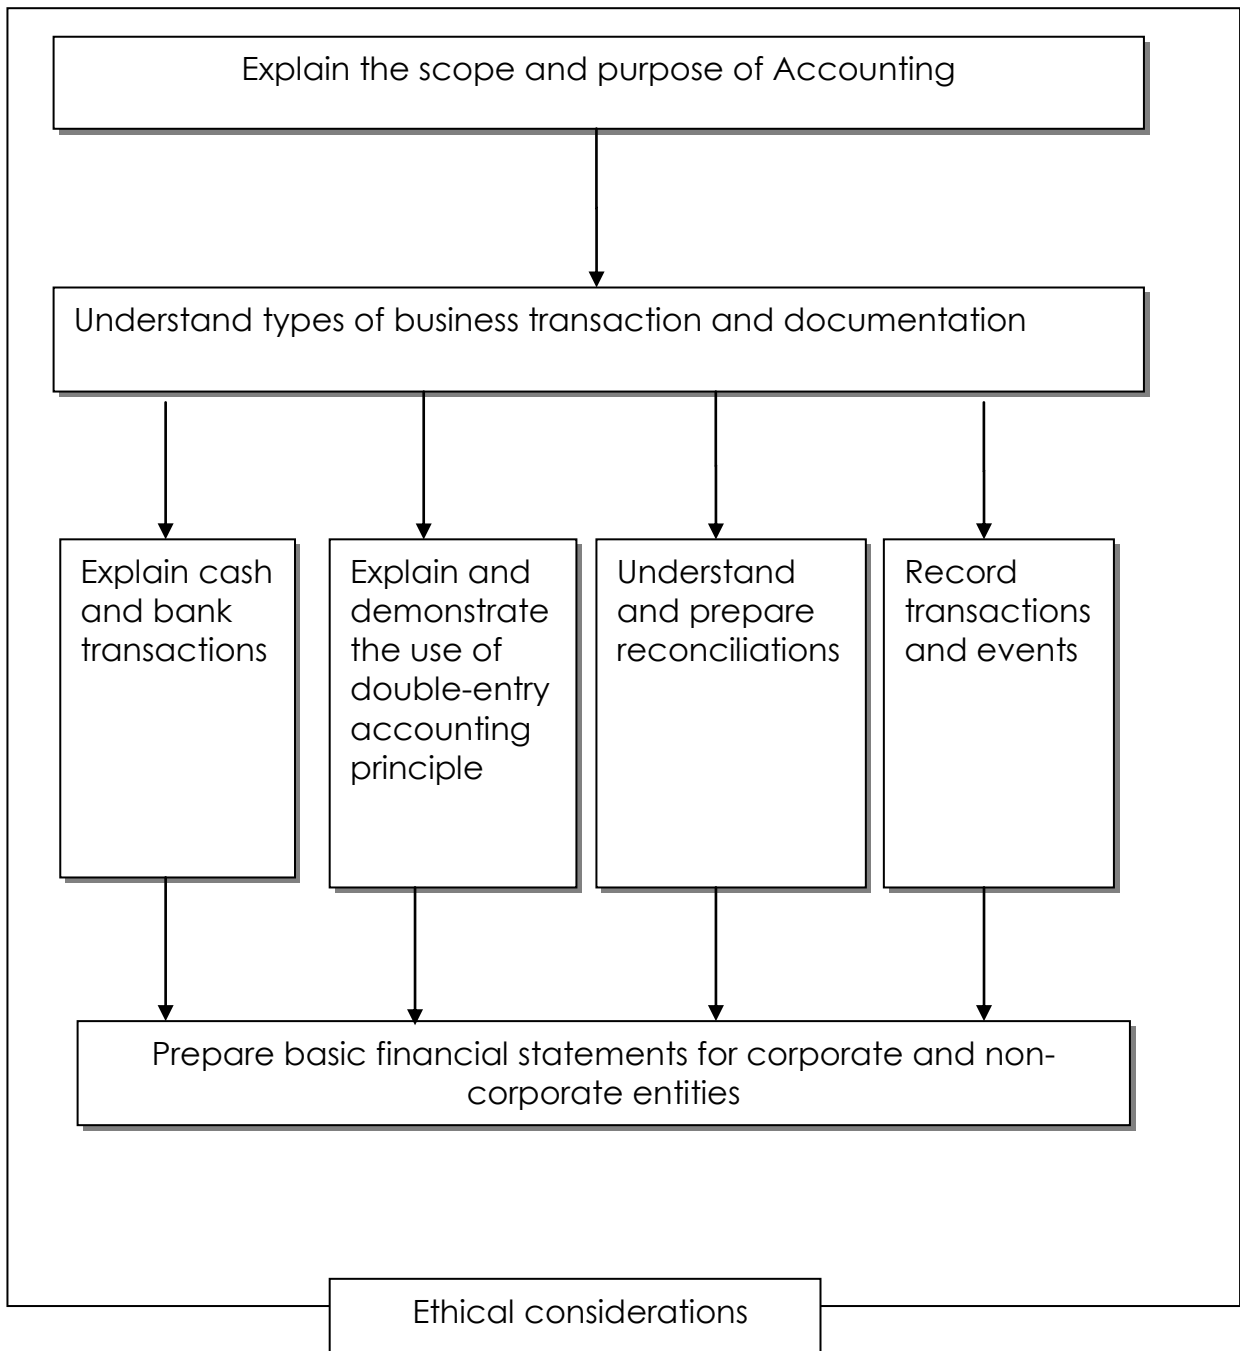 Explain the scope and purpose of Accounting
Understand types of business transaction and documentation
Explain cash
and bank
transactions
Explain and
demonstrate
the use of
double-entry
accounting
principle
Understand
and prepare
reconciliations
Record
transactions
and events
Prepare basic financial statements for corporate and non-
corporate entities
Ethical considerations